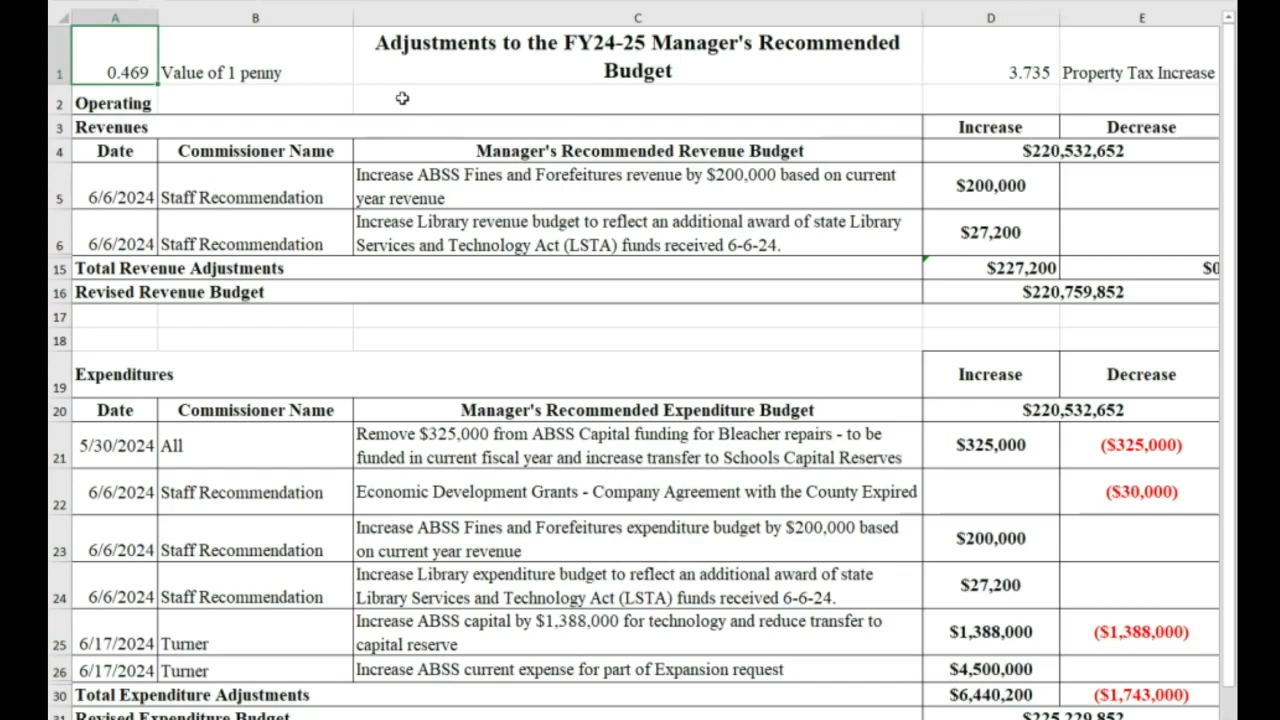 A B C D E
Adjustments to the FY24-25 Manager's Recommended
Budget
1 0.469 Value of 1 penny 3.735 Property Tax Increase
2 Operating
3 Revenues Increase Decrease
4 Date Commissioner Name Manager's Recommended Revenue Budget $220,532,652
Increase ABSS Fines and Forefeitures revenue by $200,000 based on current
5 6/6/2024 Staff Recommendation year revenue $200,000
Increase Library revenue budget to reflect an additional award of state Library
6 6/6/2024 Staff Recommendation Services and Technology Act (LSTA) funds received 6-6-24. $27,200
15 Total Revenue Adjustments $227,200 $0
16 Revised Revenue Budget $220,759,852
17
18
19 Expenditures Increase Decrease
20 Date Commissioner Name Manager's Recommended Expenditure Budget $220,532,652
Remove $325,000 from ABSS Capital funding for Bleacher repairs - to be
21 5/30/2024 All funded in current fiscal year and increase transfer to Schools Capital Reserves $325,000 ($325,000)
22 6/6/2024 Staff Recommendation Economic Development Grants - Company Agreement with the County Expired ($30,000)
Increase ABSS Fines and Forefeitures expenditure budget by $200,000 based
23 6/6/2024 Staff Recommendation on current year revenue $200,000
Increase Library expenditure budget to reflect an additional award of state
24 6/6/2024 Staff Recommendation Library Services and Technology Act (LSTA) funds received 6-6-24. $27,200
Increase ABSS capital by $1,388,000 for technology and reduce transfer to
25 6/17/2024 Turner capital reserve $1,388,000 ($1,388,000)
26 6/17/2024 Turner Increase ABSS current expense for part of Expansion request $4,500,000
30 Total Expenditure Adjustments $6,440,200 ($1,743,000)
31 Revised Expenditure Budget $225,229,852